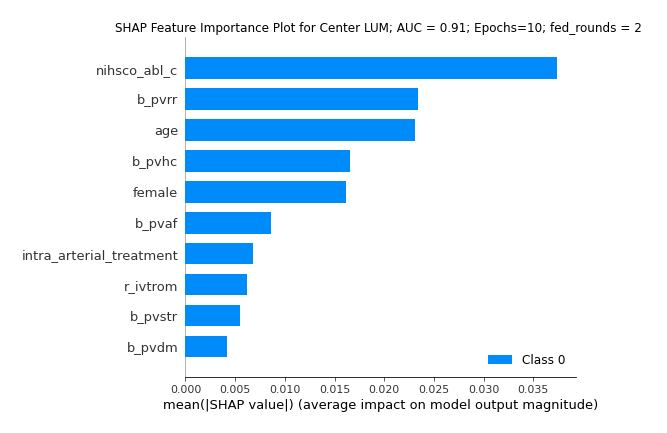 SHAP Feature Importance Plot for Center LUM; AUC = 0.91; Epochs=10; fed_rounds = 2
nihsco_abl_c
b_pvrr
age
b_pvhc
female
b_pvaf
intra_arterial_treatment
r_ivtrom
b_pvstr
b_pvdm
Class 0
0.000 0.005 0.010 0.015 0.020 0.025 0.030 0.035
mean(|SHAP value|) (average impact on model output magnitude)